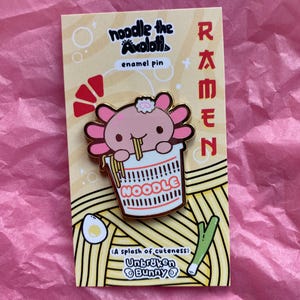 noodle the
Axolotl
enamel pin
RAMEN
NOODLE
:A splash of cuteness:
Unbroken
Bunny